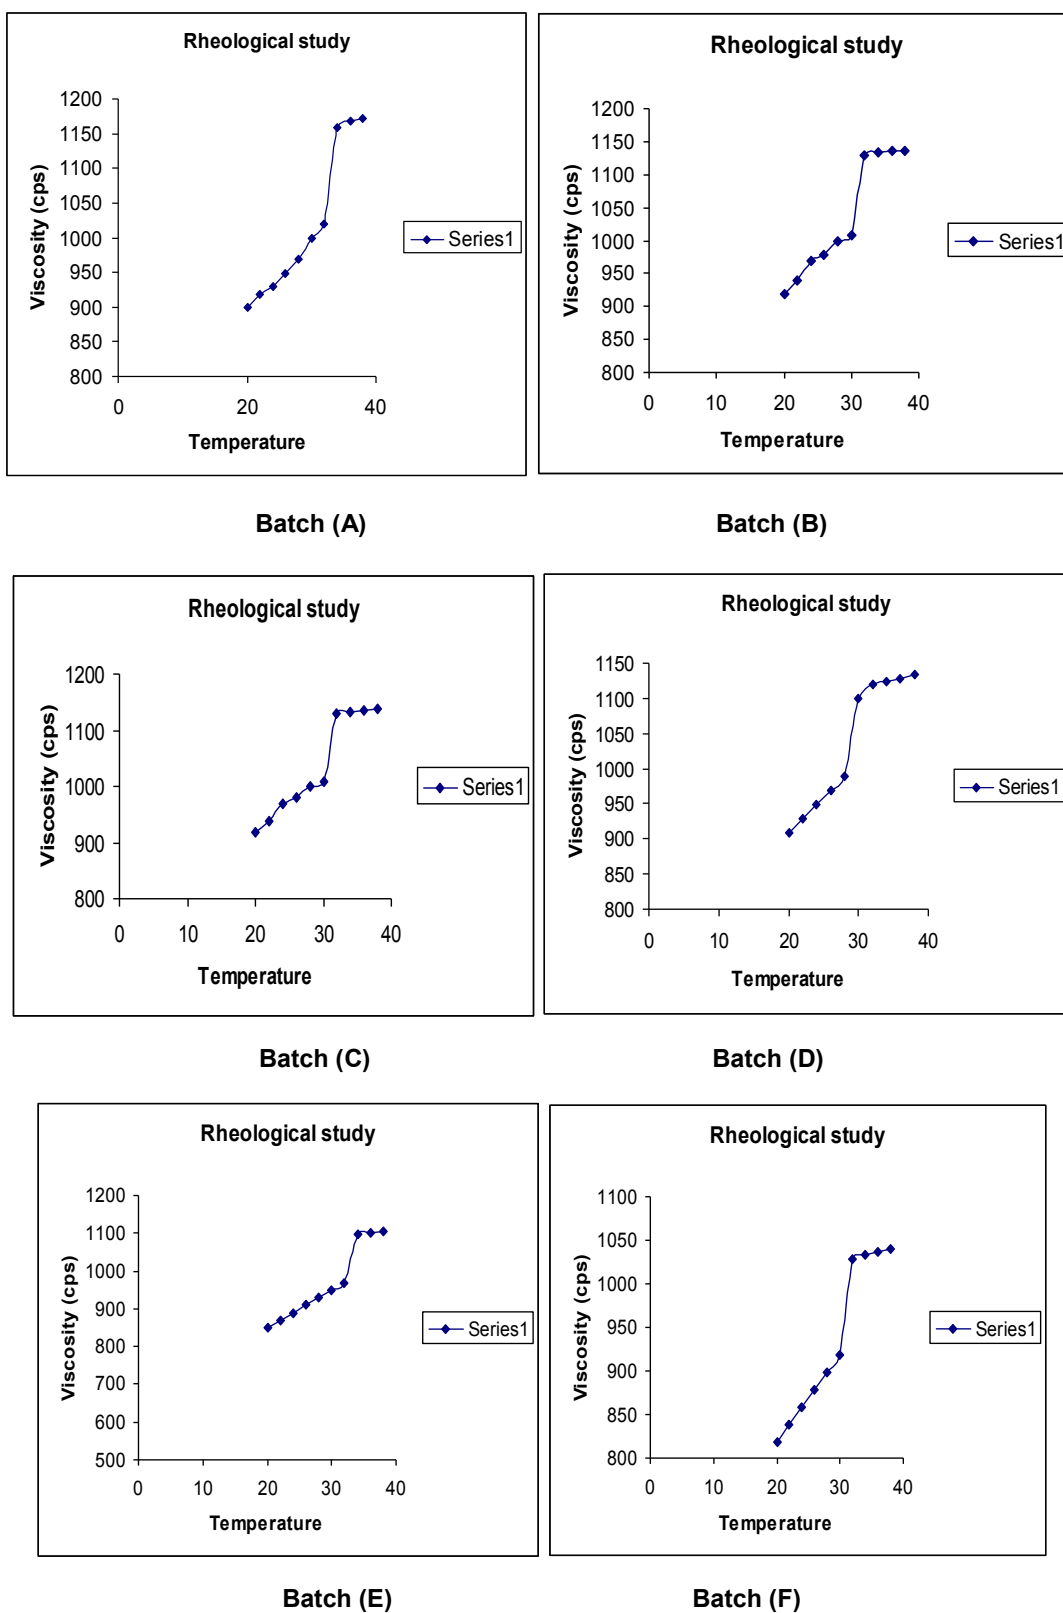 Rheological study
1200
1150
1100
1050
1000
950
900
850
800
0 20 40
Viscosity (cps)
Temperature
Series1
Rheological study
1200
1150
1100
1050
1000
950
900
850
800
0 10 20 30 40
Viscosity (cps)
Temperature
Series1
Batch (A)
Batch (B)
Rheological study
1200
1100
1000
900
800
0 10 20 30 40
Viscosity (cps)
Temperature
Series1
Rheological study
1150
1100
1050
1000
950
900
850
800
0 10 20 30 40
Viscosity (cps)
Temperature
Series1
Batch (C)
Batch (D)
Rheological study
1200
1100
1000
900
800
700
600
500
0 10 20 30 40
Viscosity (cps)
Temperature
Series1
Rheological study
1100
1050
1000
950
900
850
800
0 10 20 30 40
Viscosity (cps)
Temperature
Series1
Batch (E)
Batch (F)